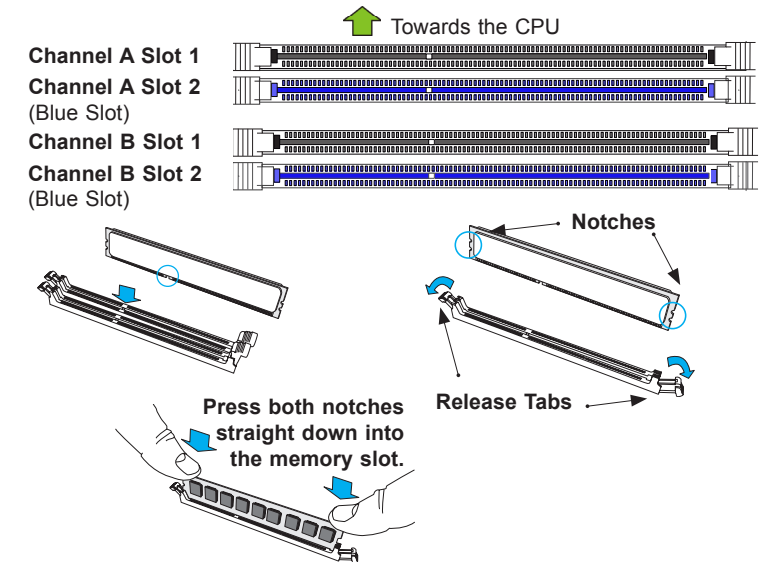 Towards the CPU
Channel A Slot 1
Channel A Slot 2
(Blue Slot)
Channel B Slot 1
Channel B Slot 2
(Blue Slot)
Notches
Release Tabs
Press both notches
straight down into
the memory slot.